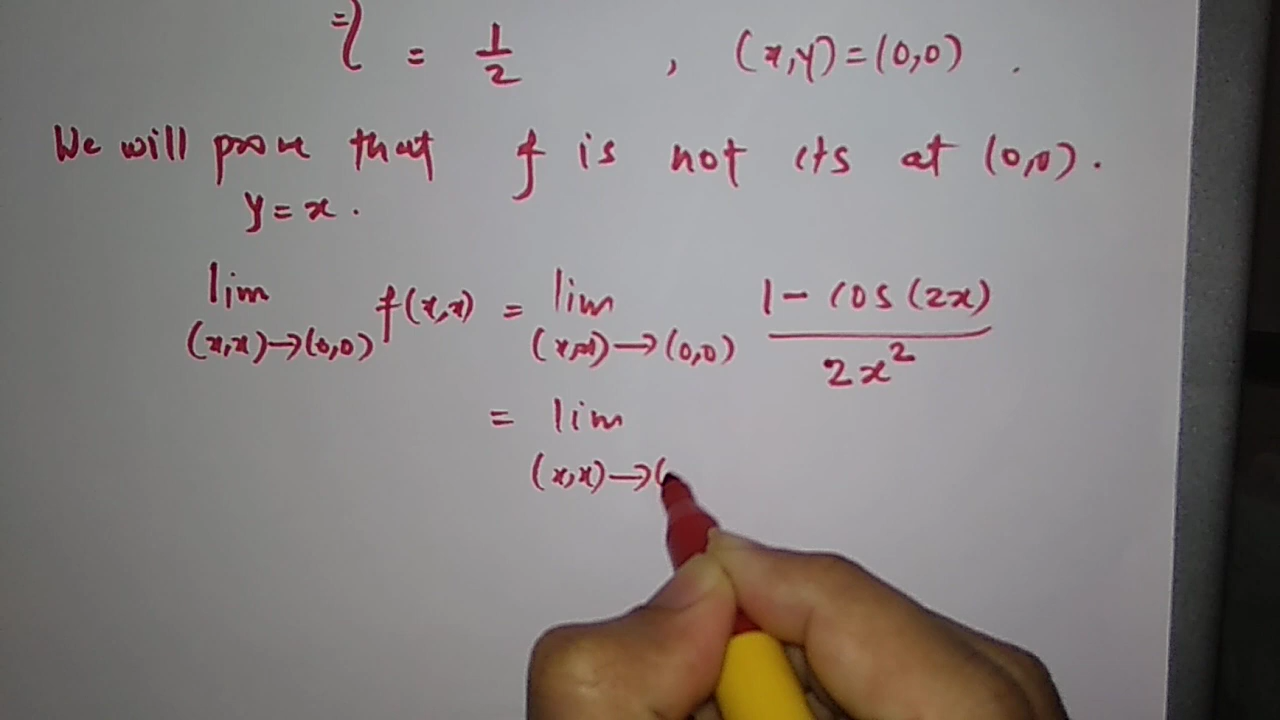 ={ = 1/2 , (x,y)=(0,0) .
We will prove that f is not cts at (0,0).
y=x.
lim (x,x)→(0,0) f(x,x) = lim (x,x)→(0,0) 1-cos(2x) / 2x²
= lim (x,x)→(